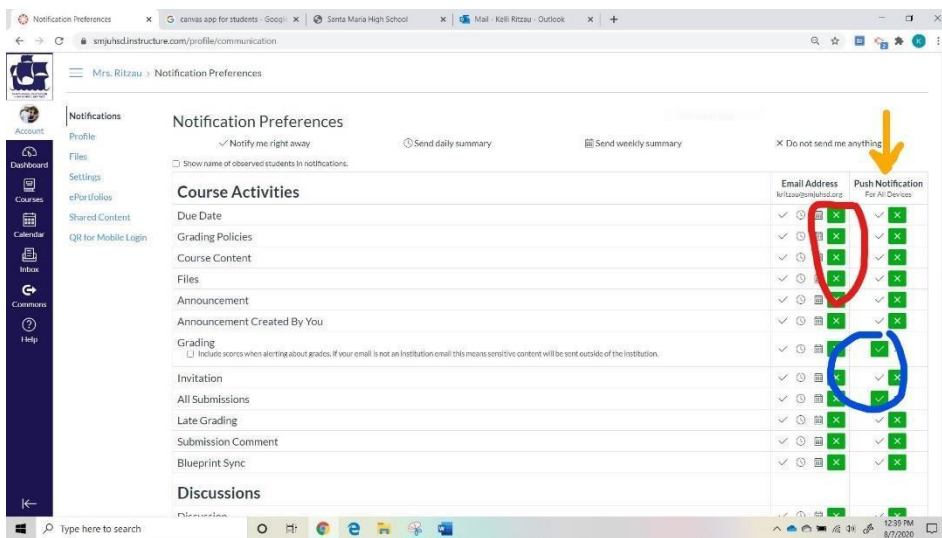 Notification Preferences
canvas app for students - Googl
Santa Maria High School
Mail - Kelli Ritzau - Outlook
smjuhsd.instructure.com/profile/communication
K
Mrs. Ritzau > Notification Preferences
Account
Dashboard
Courses
Calendar
Inbox
Commons
Help
Notifications
Profile
Files
Settings
ePortfolios
Shared Content
QR for Mobile Login
Notification Preferences
Notify me right away
Send daily summary
Send weekly summary
Do not send me anything
Show name of observed students in notifications.
Course Activities
Email Address
kritzau@smjuhsd.org
Push Notification
For All Devices
Due Date
Grading Policies
Course Content
Files
Announcement
Announcement Created By You
Grading
Include scores when alerting about grades. If your email is not an institution email this means sensitive content will be sent outside of the institution.
Invitation
All Submissions
Late Grading
Submission Comment
Blueprint Sync
Discussions
Discussion
Type here to search
12:39 PM
8/7/2020